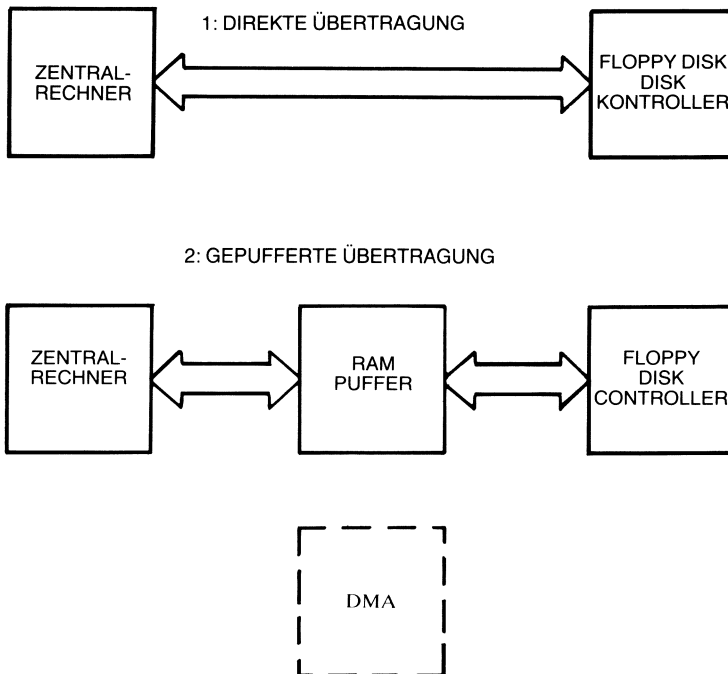 1: DIREKTE ÜBERTRAGUNG
ZENTRAL-
RECHNER
FLOPPY DISK
DISK
KONTROLLER
2: GEPUFFERTE ÜBERTRAGUNG
ZENTRAL-
RECHNER
RAM
PUFFER
FLOPPY
DISK
CONTROLLER
DMA